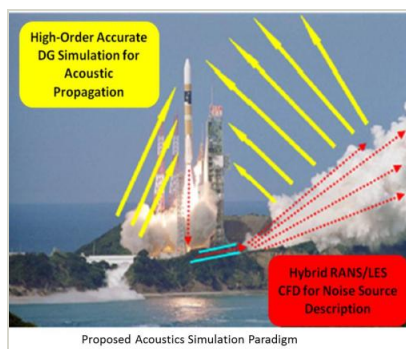 High-Order Accurate
DG Simulation for
Acoustic
Propagation
Hybrid RANS/LES
CFD for Noise Source
Description
Proposed Acoustics Simulation Paradigm